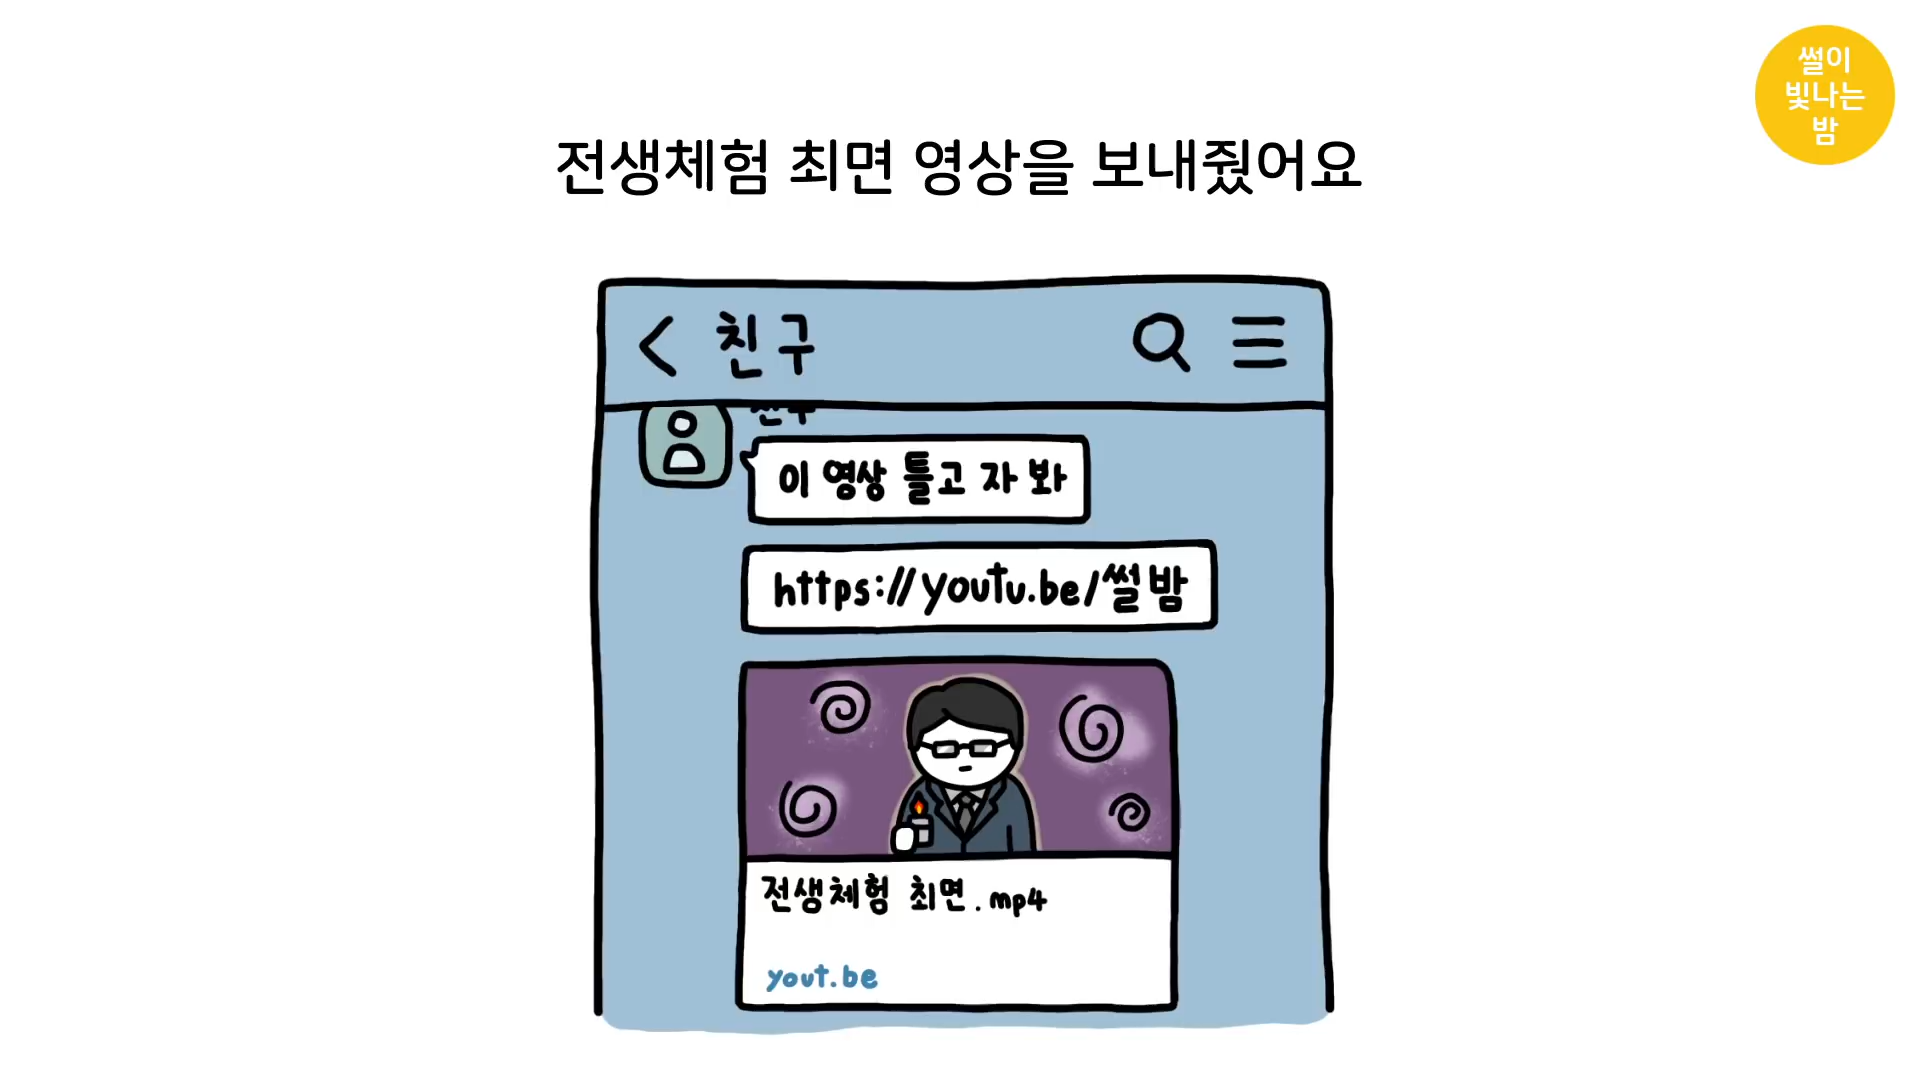 썰이
빛나는
밤
전생체험 최면 영상을 보내줬어요
친구
친구
이 영상 틀고 자 봐
https://youtu.be/썰밤
전생체험 최면.mp4
yout.be